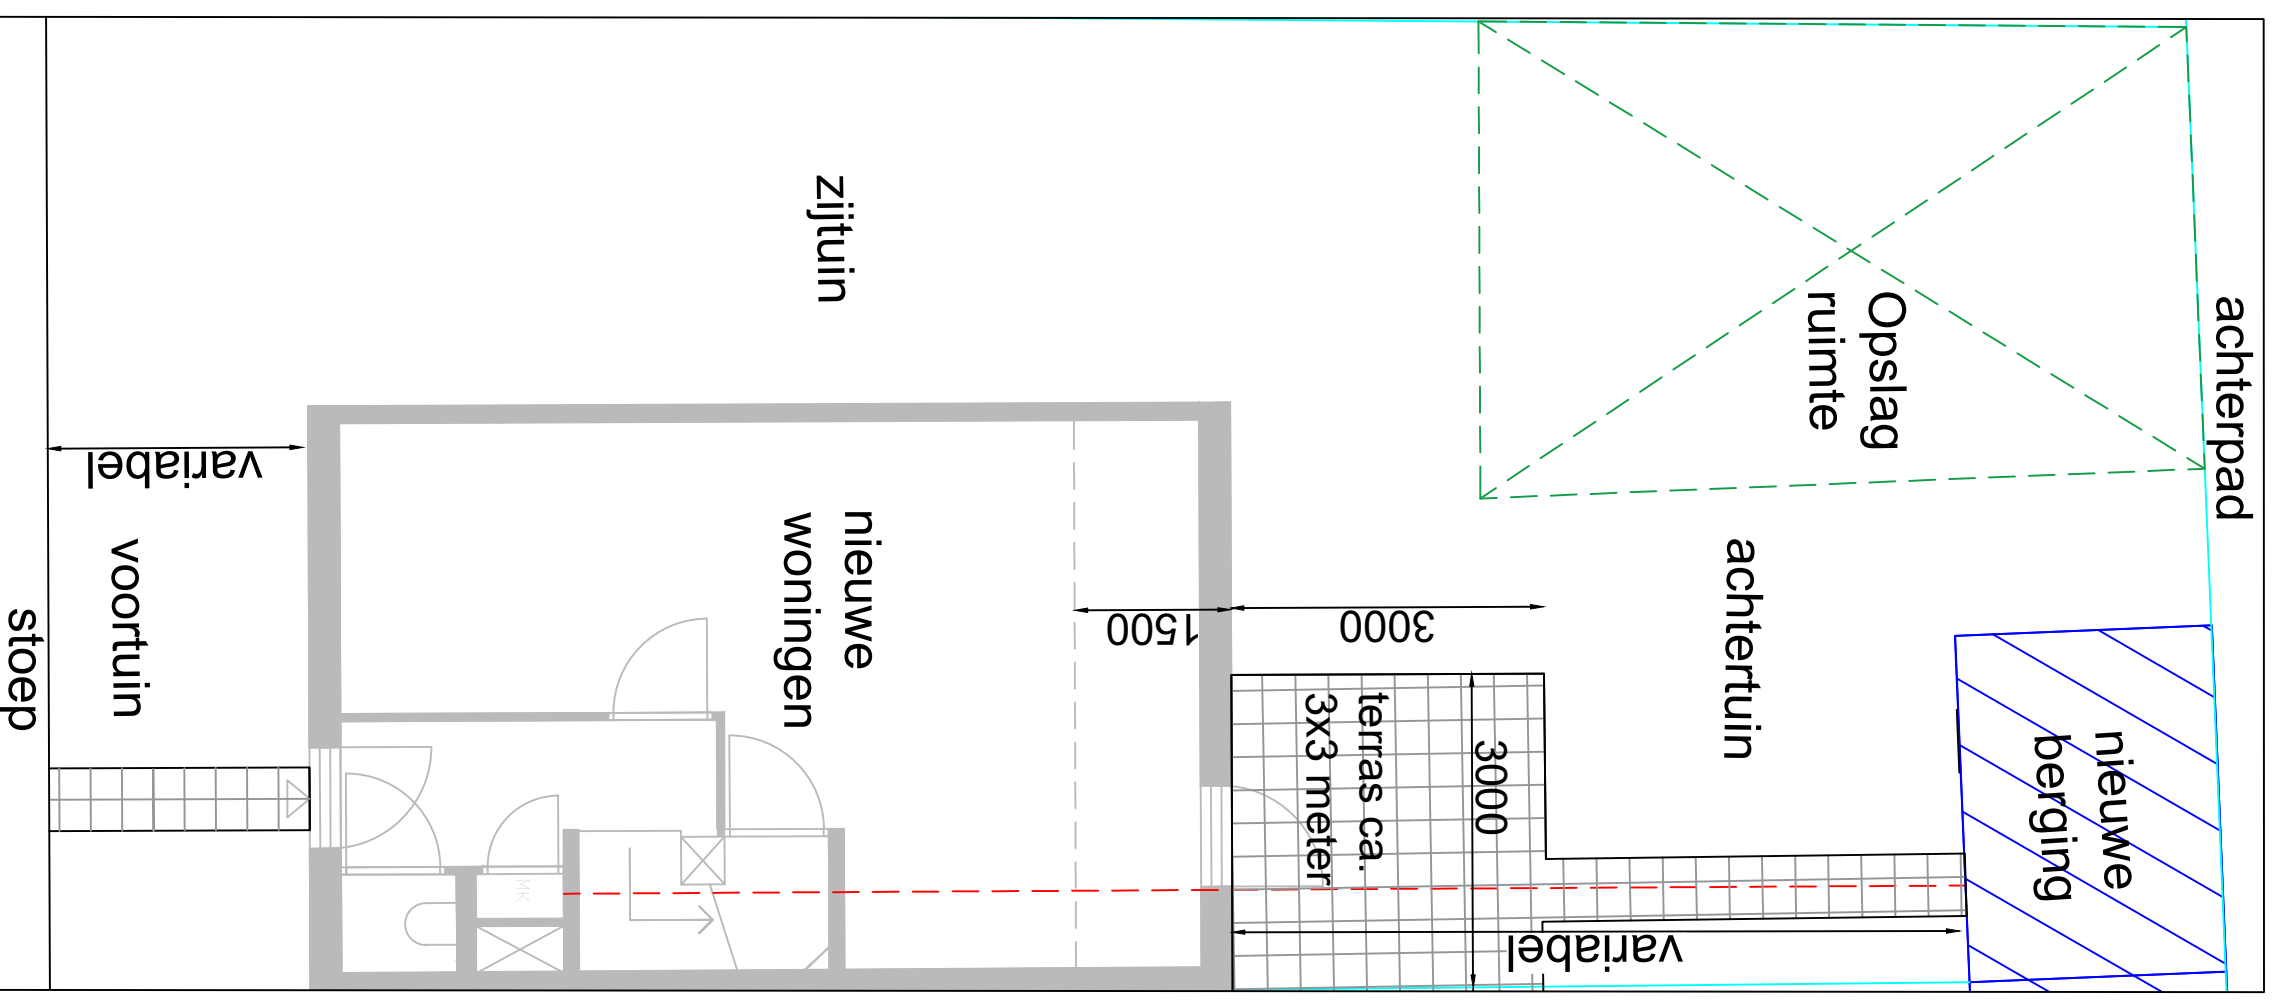 zijtuin
Opslag
ruimte
achterpad
variabel
voortuin
stoep
nieuwe
woningen
1500
3000
achtertuin
terras ca.
3x3 meter
3000
nieuwe
berging
MK
variabel